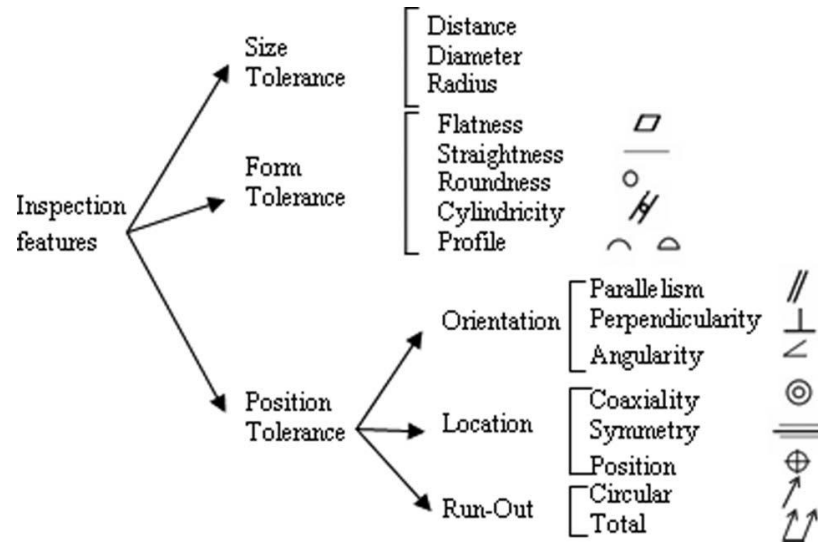 Inspection
features
Size
Tolerance
Distance
Diameter
Radius
Form
Tolerance
Flatness
Straightness
Roundness
Cylindricity
Profile
Position
Tolerance
Orientation
Parallelism
Perpendicularity
Angularity
Location
Coaxiality
Symmetry
Position
Run-Out
Circular
Total